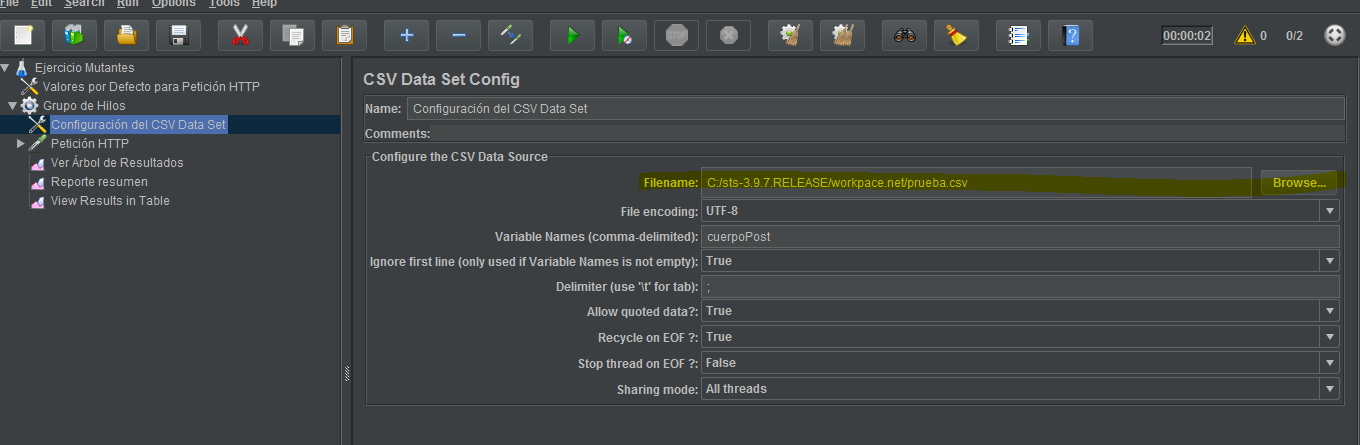 File Edit Search Run Options Tools Help
STOP 00:00:02 0 0/2
Ejercicio Mutantes
Valores por Defecto para Petición HTTP
Grupo de Hilos
Configuración del CSV Data Set
Petición HTTP
Ver Árbol de Resultados
Reporte resumen
View Results in Table
CSV Data Set Config
Name: Configuración del CSV Data Set
Comments:
Configure the CSV Data Source
Filename: C:/sts-3.9.7.RELEASE/workpace.net/prueba.csv Browse...
File encoding: UTF-8
Variable Names (comma-delimited): cuerpoPost
Ignore first line (only used if Variable Names is not empty): True
Delimiter (use '\t' for tab): ;
Allow quoted data?: True
Recycle on EOF ?: True
Stop thread on EOF ?: False
Sharing mode: All threads